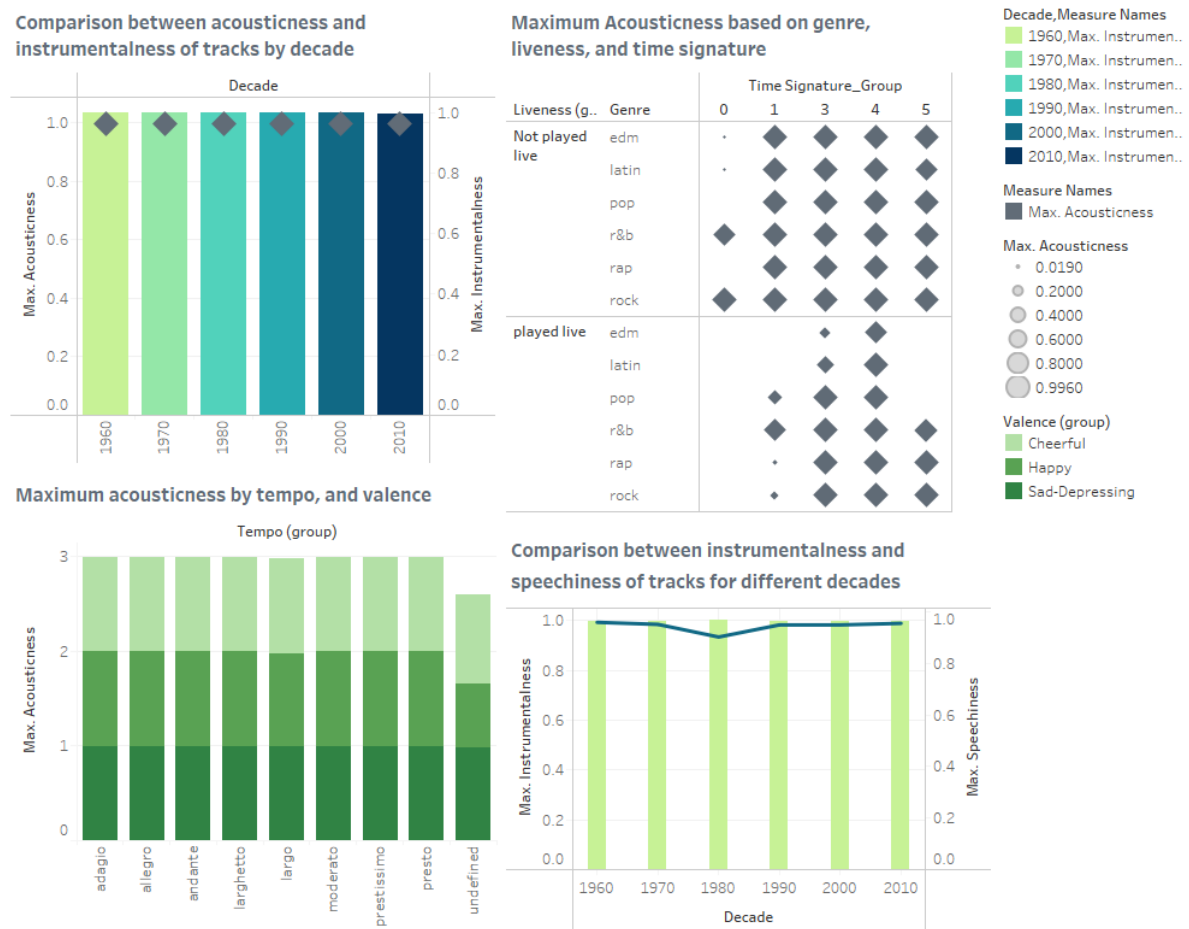 Comparison between acousticness and
instrumentalness of tracks by decade
Decade
Max. Acousticness
1.0
0.8
0.6
0.4
0.2
0.0
1.0
0.8
0.6
0.4
0.2
0.0
Max. Instrumentalness
1960
1970
1980
1990
2000
2010
Maximum Acousticness based on genre,
liveness, and time signature
Time Signature_Group
Liveness (g.. Genre 0 1 3 4 5
Not played edm
live
latin
pop
r&b
rap
rock
played live edm
latin
pop
r&b
rap
rock
Decade,Measure Names
1960,Max. Instrumen..
1970,Max. Instrumen..
1980,Max. Instrumen..
1990,Max. Instrumen..
2000,Max. Instrumen..
2010,Max. Instrumen..
Measure Names
Max. Acousticness
Max. Acousticness
0.0190
0.2000
0.4000
0.6000
0.8000
0.9960
Valence (group)
Cheerful
Happy
Sad-Depressing
Maximum acousticness by tempo, and valence
Tempo (group)
Max. Acousticness
3
2
1
0
adagio
allegro
andante
larghetto
largo
moderato
prestissimo
presto
undefined
Comparison between instrumentalness and
speechiness of tracks for different decades
Max. Instrumentalness
1.0
0.8
0.6
0.4
0.2
0.0
1.0
0.8
0.6
0.4
0.2
0.0
Max. Speechiness
1960 1970 1980 1990 2000 2010
Decade